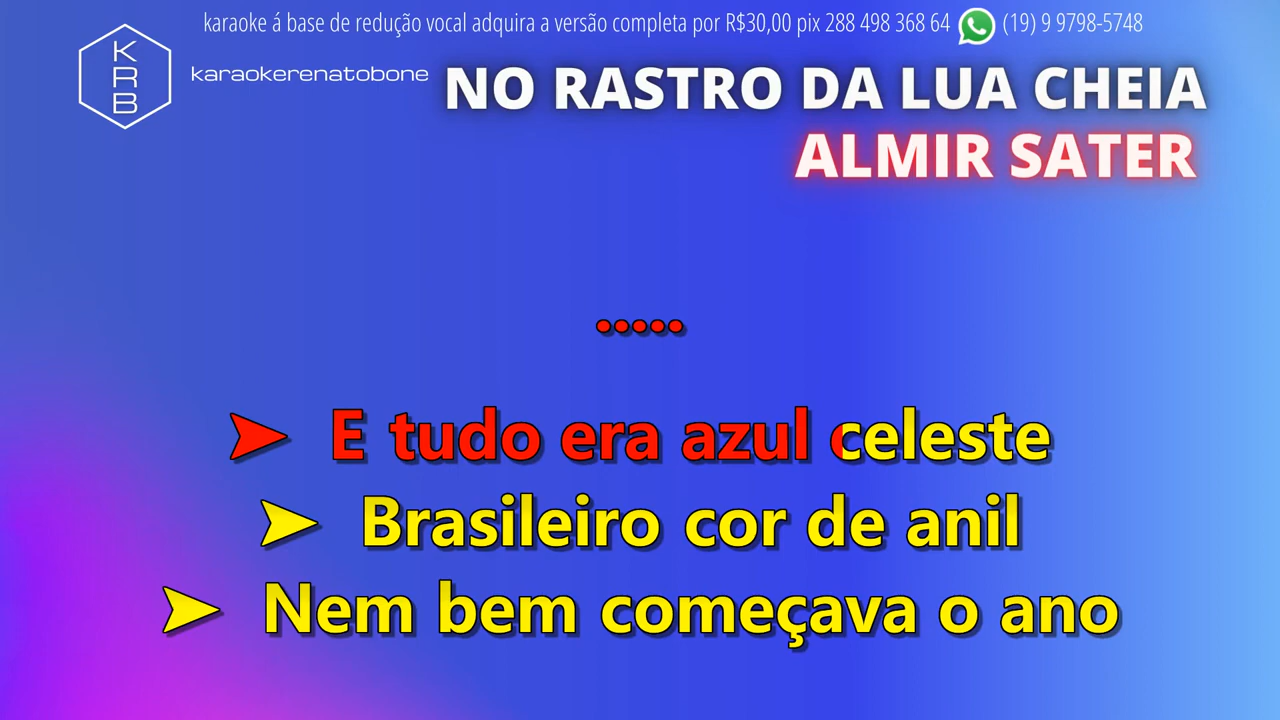 karaoke á base de redução vocal adquira a versão completa por R$30,00 pix 288 498 368 64 (19) 9 9798-5748
KRB
karaokerenatobone
NO RASTRO DA LUA CHEIA
ALMIR SATER
•••••
➤ E tudo era azul celeste
➤ Brasileiro cor de anil
➤ Nem bem começava o ano